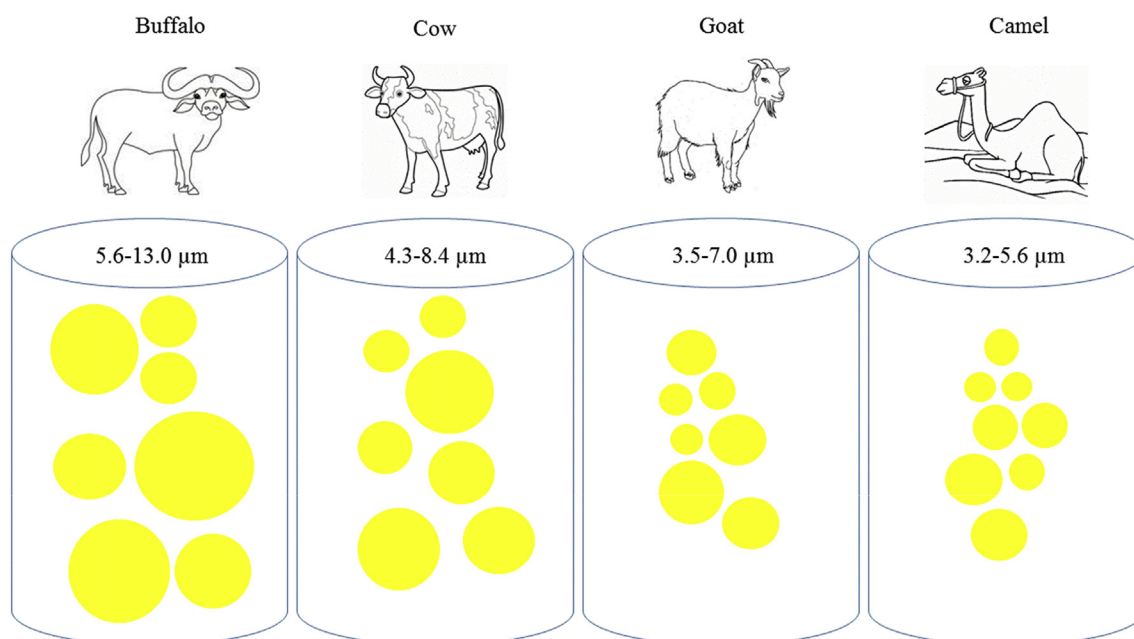 Buffalo
Cow
Goat
Camel
5.6-13.0 µm
4.3-8.4 µm
3.5-7.0 µm
3.2-5.6 µm